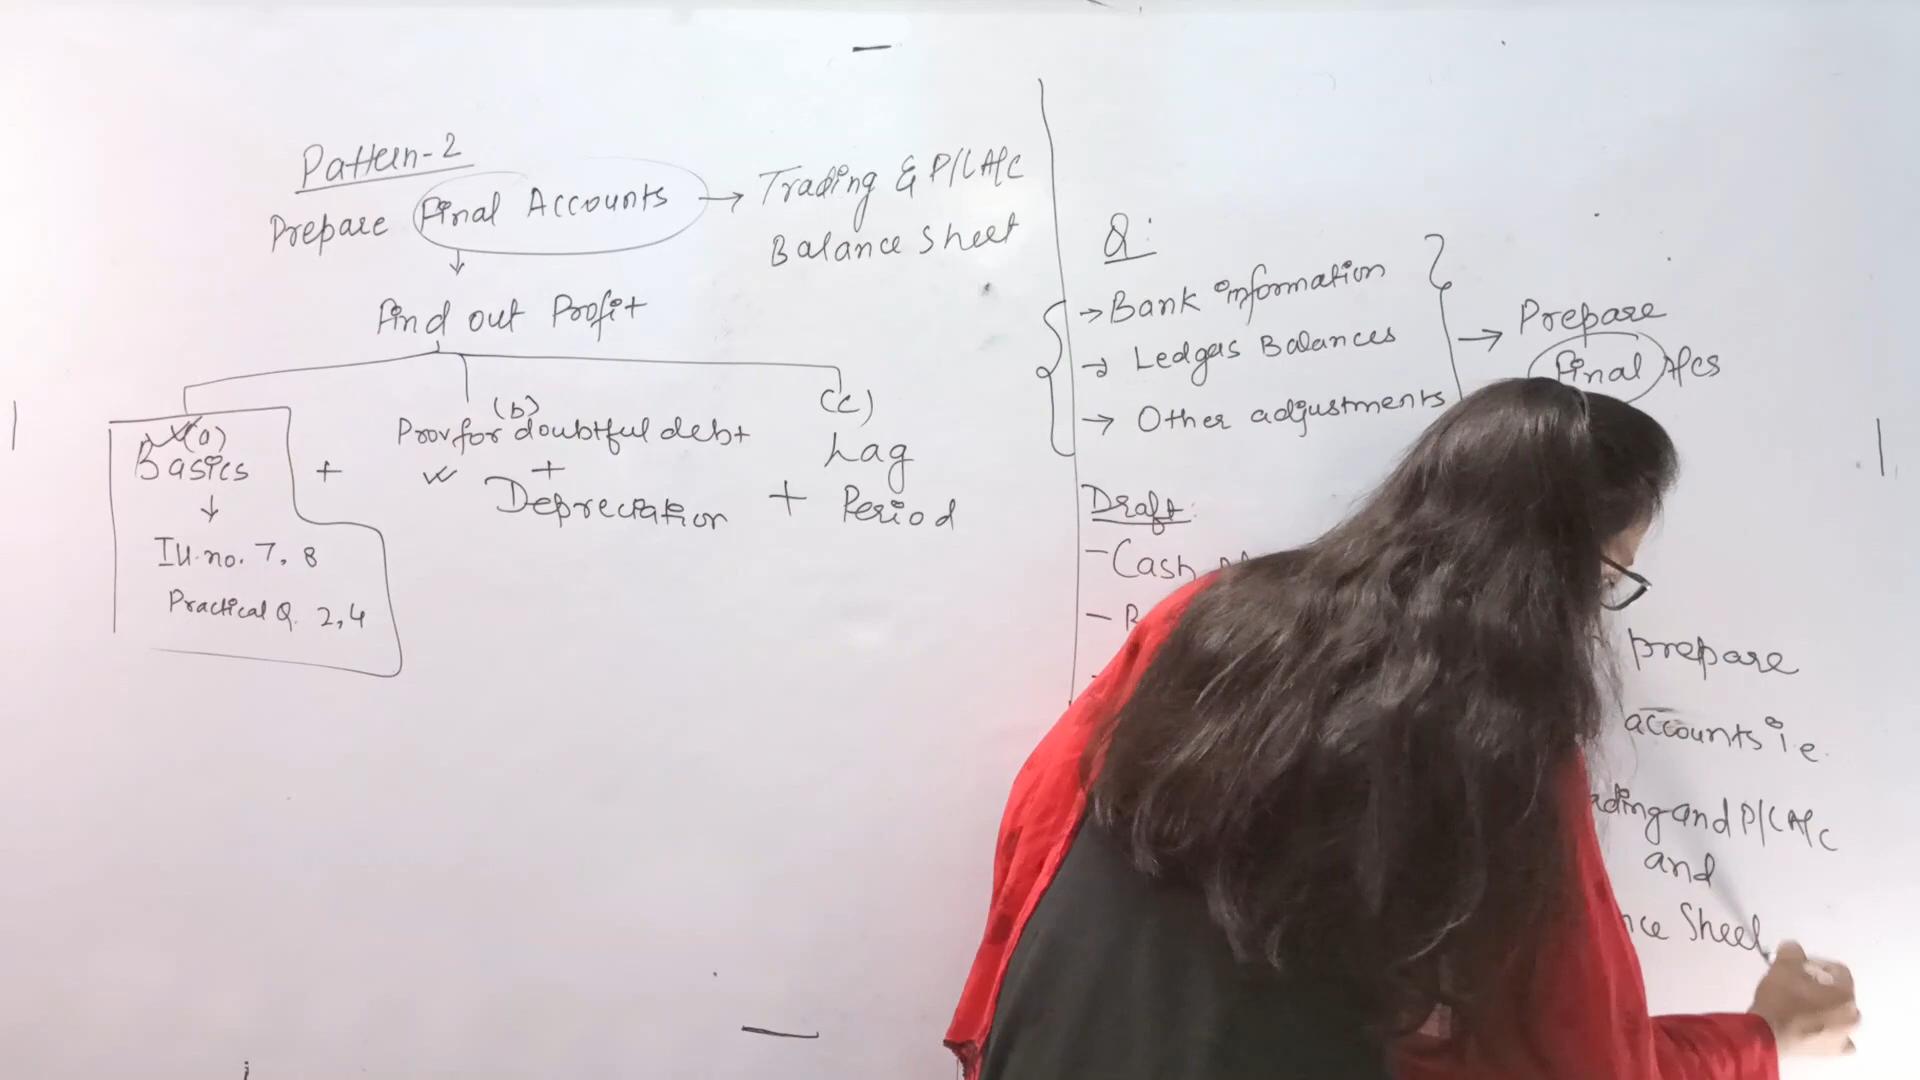 Pattern-2
Prepare Final Accounts → Trading & P/L A/c
Balance Sheet
↓
Find out Profit
(a)
Basics
↓
Ill. no. 7, 8
Practical Q. 2, 4
+
(b)
Prov for doubtful debt
+
Depreciation
+
(c)
Lag
Period
Q:
→ Bank information
→ Ledgers Balances
→ Other adjustments
→ Prepare
Final A/cs
Draft:
- Cash
prepare
accounts i.e.
and P/L A/c
and
Sheet